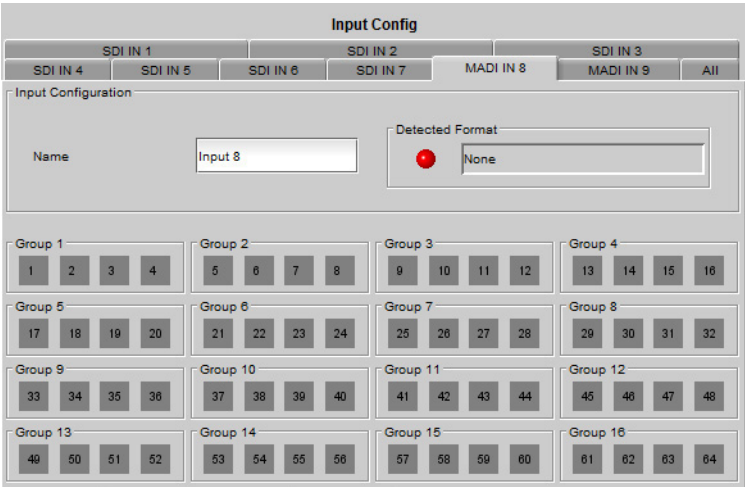 Input Config
SDI IN 1 SDI IN 2 SDI IN 3
SDI IN 4 SDI IN 5 SDI IN 6 SDI IN 7 MADI IN 8 MADI IN 9 All
Input Configuration
Detected Format
Name Input 8 None
Group 1 Group 2 Group 3 Group 4
1 2 3 4 5 6 7 8 9 10 11 12 13 14 15 16
Group 5 Group 6 Group 7 Group 8
17 18 19 20 21 22 23 24 25 26 27 28 29 30 31 32
Group 9 Group 10 Group 11 Group 12
33 34 35 36 37 38 39 40 41 42 43 44 45 46 47 48
Group 13 Group 14 Group 15 Group 16
49 50 51 52 53 54 55 56 57 58 59 60 61 62 63 64